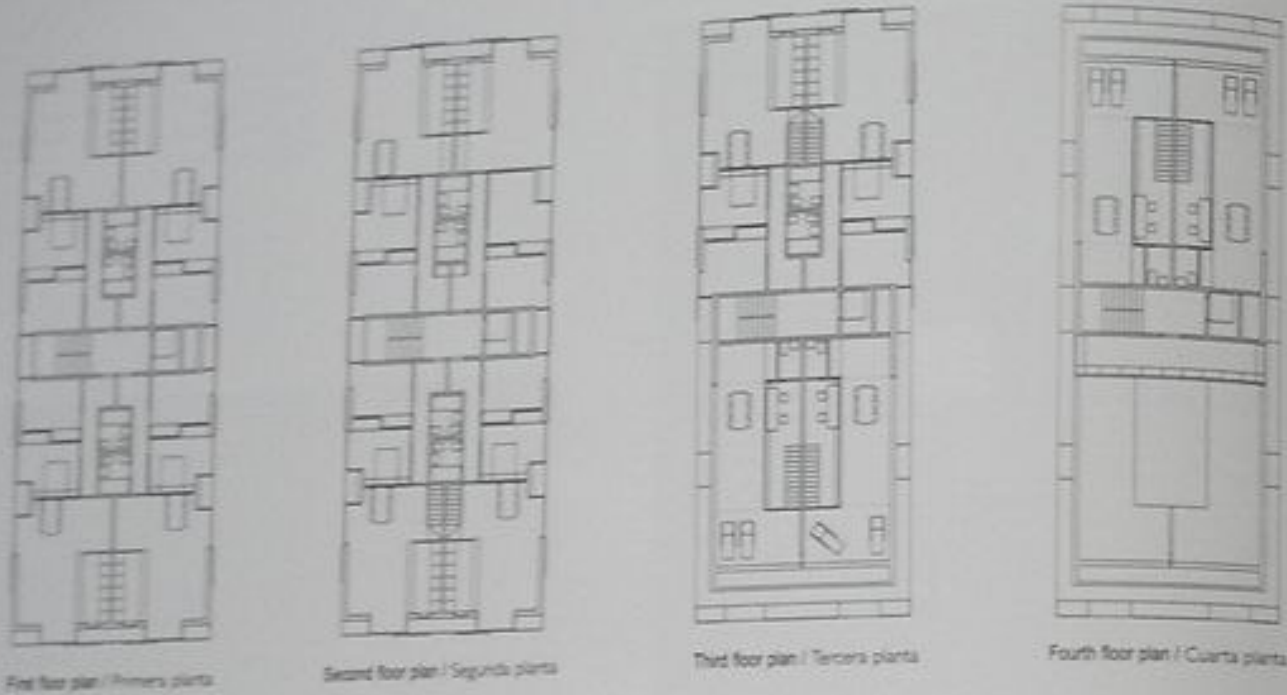 First floor plan / Primera planta
Second floor plan / Segunda planta
Third floor plan / Tercera planta
Fourth floor plan / Cuarta planta